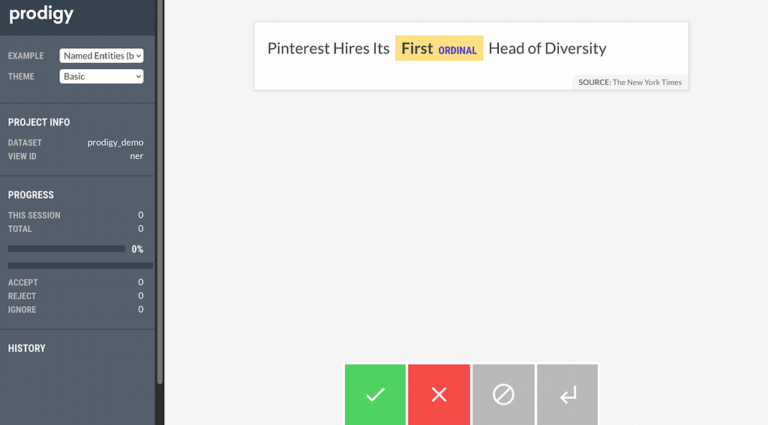 prodigy
EXAMPLE Named Entities (b
THEME Basic
PROJECT INFO
DATASET prodigy_demo
VIEW ID ner
PROGRESS
THIS SESSION 0
TOTAL 0
0%
ACCEPT 0
REJECT 0
IGNORE 0
HISTORY
Pinterest Hires Its First ORDINAL Head of Diversity
SOURCE: The New York Times